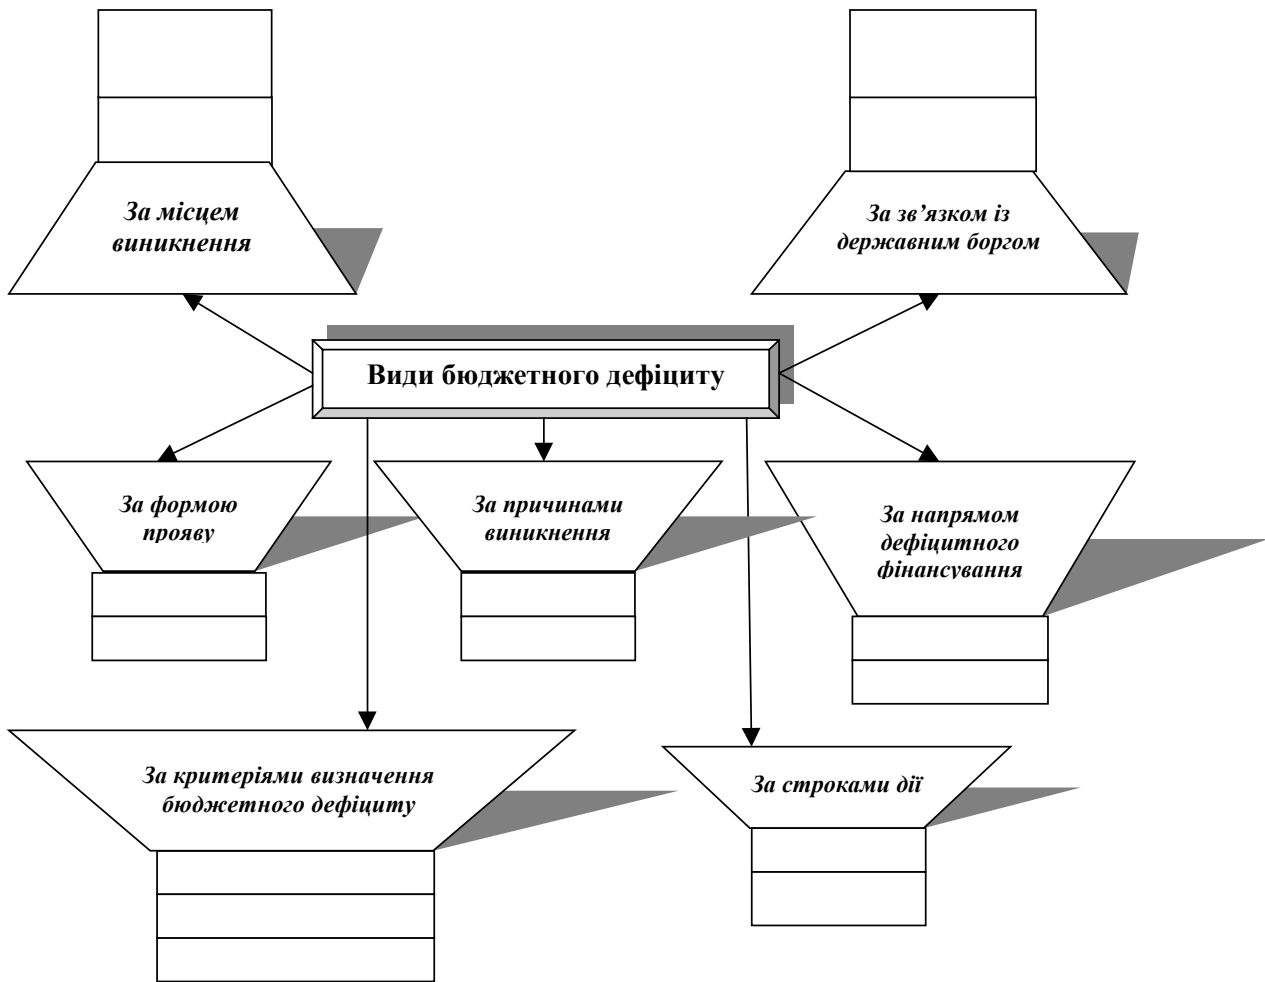 За місцем
виникнення
За зв’язком із
державним боргом
Види бюджетного дефіциту
За формою
прояву
За причинами
виникнення
За напрямом
дефіцитного
фінансування
За критеріями визначення
бюджетного дефіциту
За строками дії